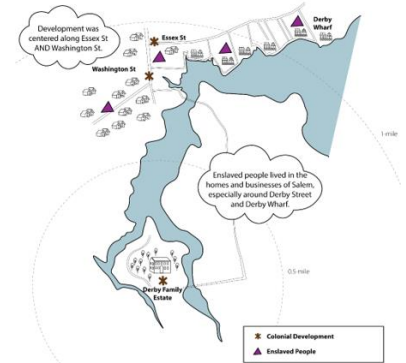 Development was
centered along Essex St
AND Washington St.
Essex St
Derby
Wharf
Washington St
1 mile
Enslaved people lived in the
homes and businesses of Salem,
especially around Derby Street
and Derby Wharf.
0.5 mile
Derby Family
Estate
Colonial Development
Enslaved People